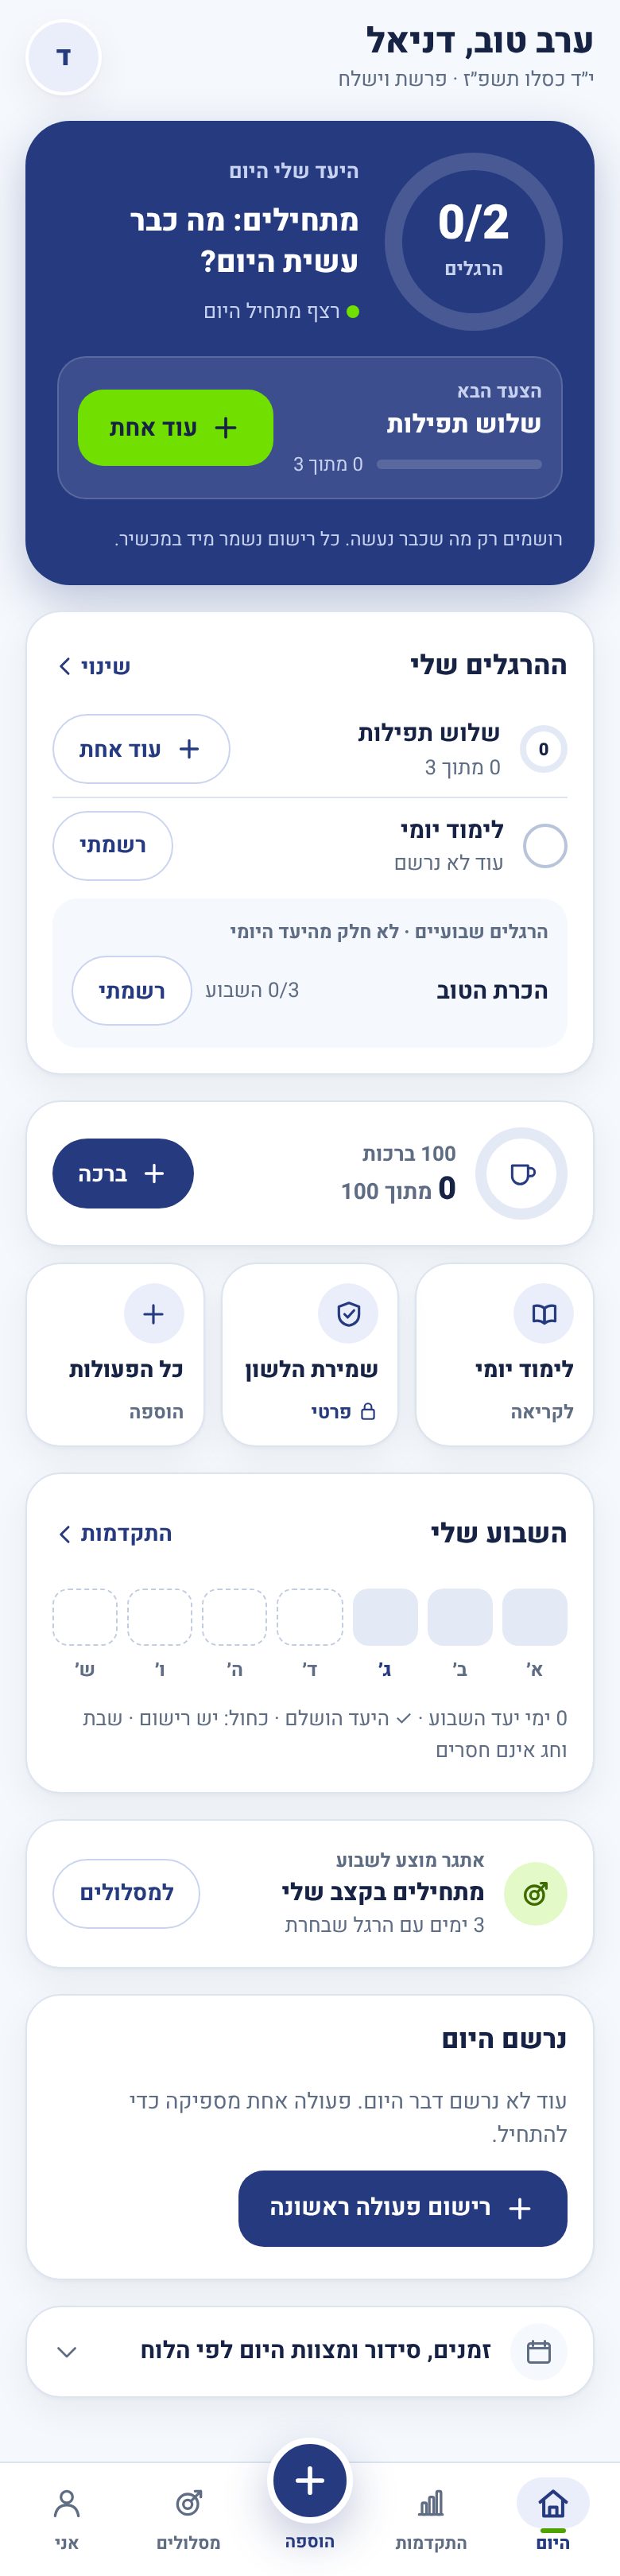 ערב טוב, דניאל
י״ד כסלו תשפ״ז · פרשת וישלח
ד
היעד שלי היום
מתחילים: מה כבר
עשית היום?
רצף מתחיל היום
0/2
הרגלים
הצעד הבא
שלוש תפילות
0 מתוך 3
עוד אחת
רושמים רק מה שכבר נעשה. כל רישום נשמר מיד במכשיר.
ההרגלים שלי
שינוי
0
שלוש תפילות
0 מתוך 3
עוד אחת
לימוד יומי
עוד לא נרשם
רשמתי
הרגלים שבועיים · לא חלק מהיעד היומי
הכרת הטוב
0/3 השבוע
רשמתי
100 ברכות
0 מתוך 100
ברכה
לימוד יומי
לקריאה
שמירת הלשון
פרטי
כל הפעולות
הוספה
השבוע שלי
התקדמות
א׳
ב׳
ג׳
ד׳
ה׳
ו׳
ש׳
0 ימי יעד השבוע · ✓ היעד הושלם · כחול: יש רישום · שבת
וחג אינם חסרים
אתגר מוצע לשבוע
מתחילים בקצב שלי
3 ימים עם הרגל שבחרת
למסלולים
נרשם היום
עוד לא נרשם דבר היום. פעולה אחת מספיקה כדי
להתחיל.
רישום פעולה ראשונה
זמנים, סידור ומצוות היום לפי הלוח
היום
התקדמות
הוספה
מסלולים
אני